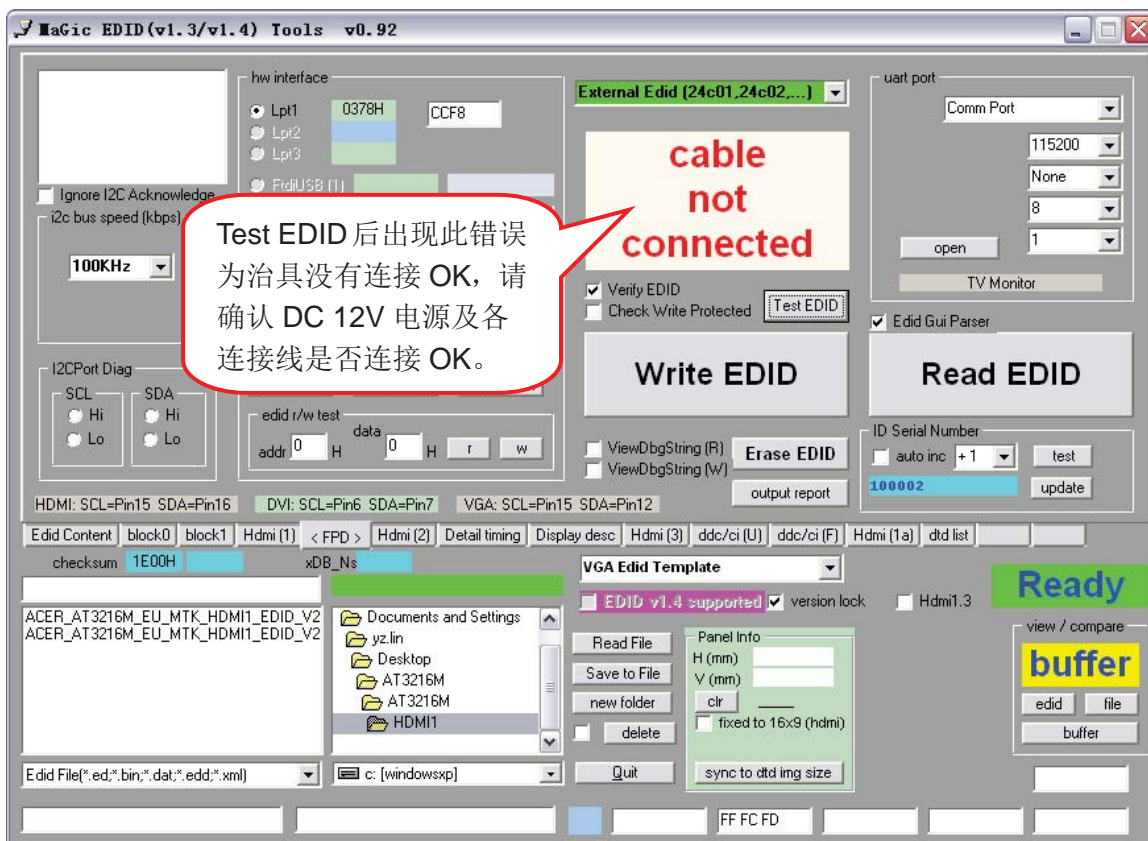 MaGic EDID(v1.3/v1.4) Tools v0.92
Ignore I2C Acknowledge
i2c bus speed (kbps)
100KHz
I2CPort Diag
SCL
SDA
Hi
Hi
Lo
Lo
hw interface
Lpt1 0378H CCF8
Lpt2
Lpt3
FtdiUSB (1)
Test EDID 后出现此错误
为治具没有连接 OK，请
确认 DC 12V 电源及各
连接线是否连接 OK。
edid r/w test
addr 0 H data 0 H r w
External Edid (24c01,24c02,...)
cable
not
connected
Verify EDID
Check Write Protected
Test EDID
Write EDID
ViewDbgString (R)
ViewDbgString (W)
Erase EDID
output report
uart port
Comm Port
115200
None
8
1
open
TV Monitor
Edid Gui Parser
Read EDID
ID Serial Number
auto inc +1 test
100002 update
HDMI: SCL=Pin15 SDA=Pin16 DVI: SCL=Pin6 SDA=Pin7 VGA: SCL=Pin15 SDA=Pin12
Edid Content block0 block1 Hdmi (1) < FPD > Hdmi (2) Detail timing Display desc Hdmi (3) ddc/ci (U) ddc/ci (F) Hdmi (1a) dtd list
checksum 1E00H xDB_Ns
ACER_AT3216M_EU_MTK_HDMI1_EDID_V2
ACER_AT3216M_EU_MTK_HDMI1_EDID_V2
Edid File(*.ed;*.bin;*.dat;*.edd;*.xml)
Documents and Settings
yz.lin
Desktop
AT3216M
AT3216M
HDMI1
c: [windowsxp]
VGA Edid Template
EDID v1.4 supported version lock Hdmi1.3
Read File
Save to File
new folder
delete
Quit
Panel Info
H (mm)
V (mm)
clr
fixed to 16x9 (hdmi)
sync to dtd img size
Ready
view / compare
buffer
edid file
buffer
FF FC FD